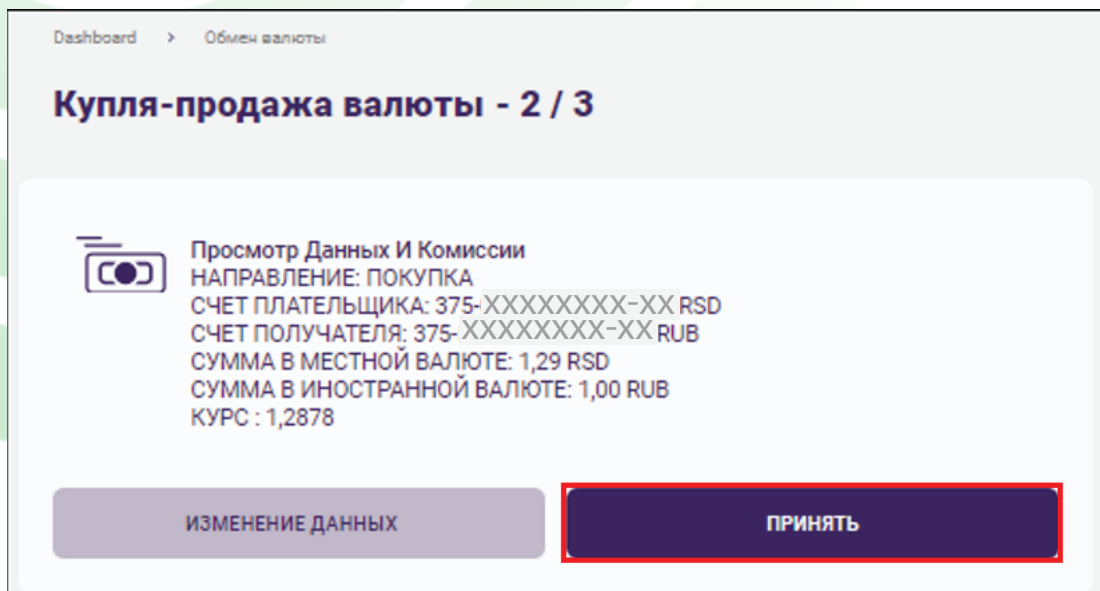 Dashboard > Обмен валюты
Купля-продажа валюты - 2 / 3
Просмотр Данных И Комиссии
НАПРАВЛЕНИЕ: ПОКУПКА
СЧЕТ ПЛАТЕЛЬЩИКА: 375-XXXXXXXX-XX RSD
СЧЕТ ПОЛУЧАТЕЛЯ: 375-XXXXXXXX-XX RUB
СУММА В МЕСТНОЙ ВАЛЮТЕ: 1,29 RSD
СУММА В ИНОСТРАННОЙ ВАЛЮТЕ: 1,00 RUB
КУРС : 1,2878
ИЗМЕНЕНИЕ ДАННЫХ
ПРИНЯТЬ